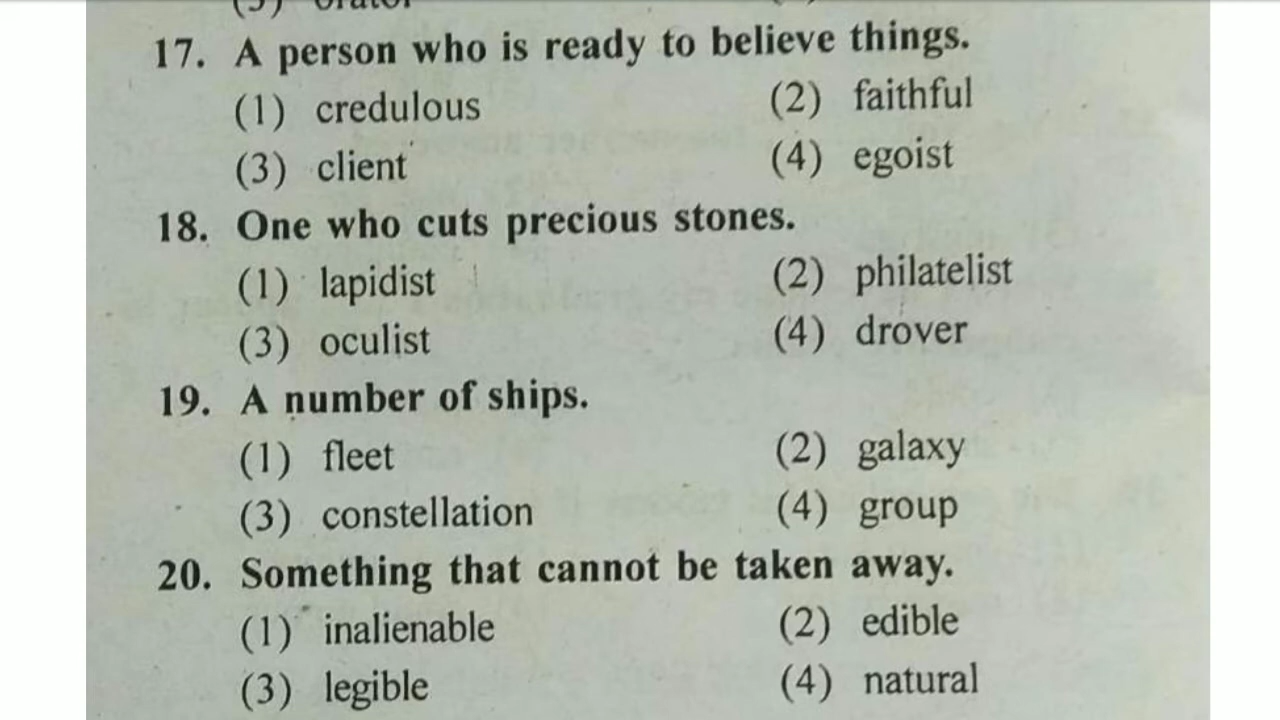 17. A person who is ready to believe things.
(1) credulous (2) faithful
(3) client (4) egoist
18. One who cuts precious stones.
(1) lapidist (2) philatelist
(3) oculist (4) drover
19. A number of ships.
(1) fleet (2) galaxy
(3) constellation (4) group
20. Something that cannot be taken away.
(1) inalienable (2) edible
(3) legible (4) natural